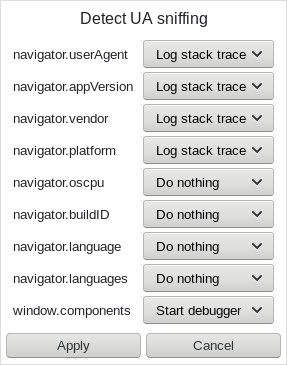 Detect UA sniffing
navigator.userAgent Log stack trace
navigator.appVersion Log stack trace
navigator.vendor Log stack trace
navigator.platform Log stack trace
navigator.oscpu Do nothing
navigator.buildID Do nothing
navigator.language Do nothing
navigator.languages Do nothing
window.components Start debugger
Apply Cancel